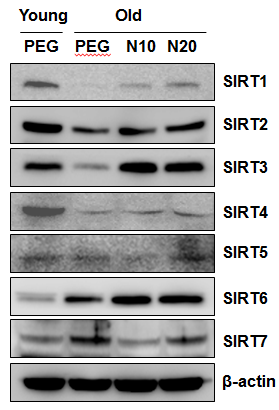 Young Old
PEG PEG N10 N20
SIRT1
SIRT2
SIRT3
SIRT4
SIRT5
SIRT6
SIRT7
β-actin